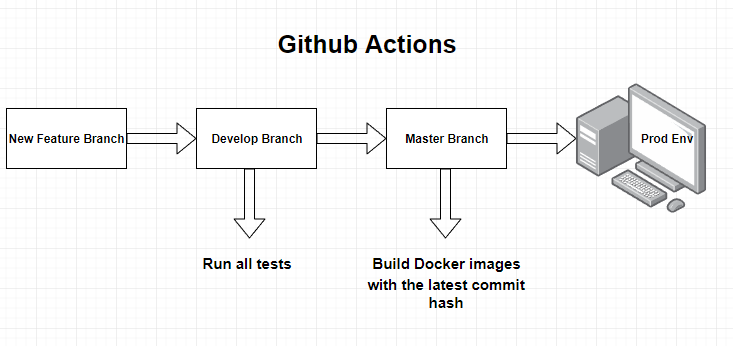 Github Actions
New Feature Branch
Develop Branch
Master Branch
Prod Env
Run all tests
Build Docker images
with the latest commit
hash